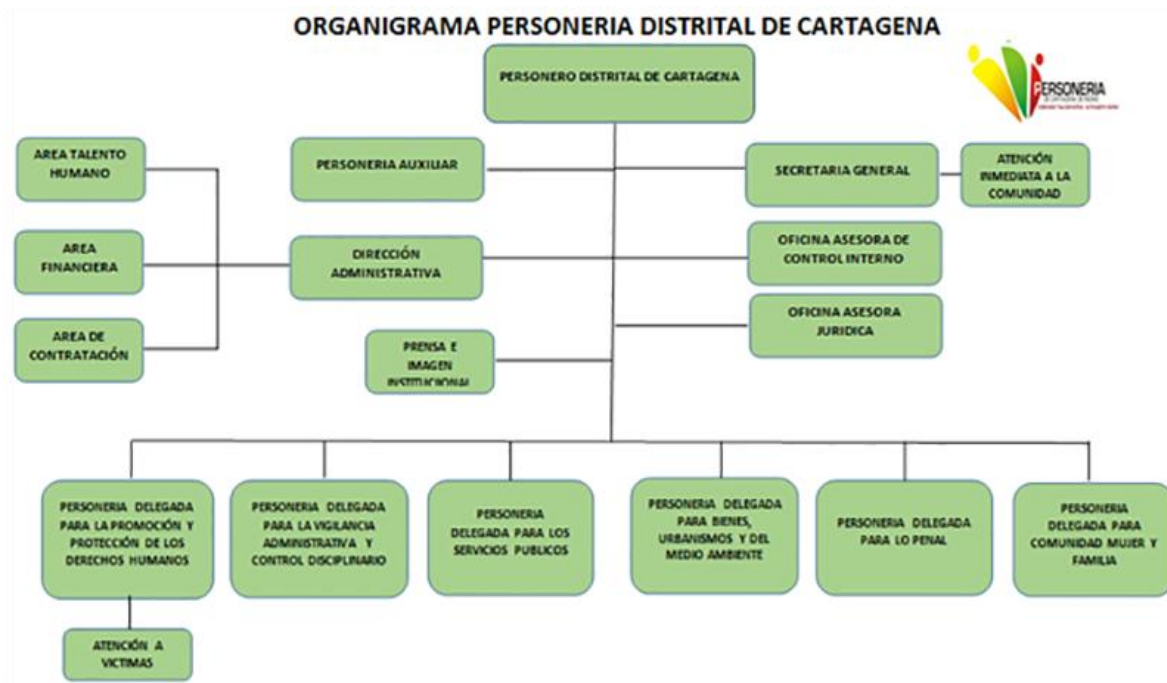 ORGANIGRAMA PERSONERIA DISTRITAL DE CARTAGENA
PERSONERO DISTRITAL DE CARTAGENA
PERSONERIA
AREA TALENTO
HUMANO
PERSONERIA AUXILIAR
SECRETARIA GENERAL
ATENCIÓN
INMEDIATA A LA
COMUNIDAD
AREA
FINANCIERA
DIRECCIÓN
ADMINISTRATIVA
OFICINA ASESORA DE
CONTROL INTERNO
AREA DE
CONTRATACIÓN
OFICINA ASESORA
JURIDICA
PRENSA E
IMAGEN
INSTITUCIIONAL
PERSONERIA DELEGADA
PARA LA PROMOCIÓN Y
PROTECCIÓN DE LOS
DERECHOS HUMANOS
PERSONERIA DELEGADA
PARA LA VIGILANCIA
ADMINISTRATIVA Y
CONTROL DISCIPLINARIO
PERSONERIA
DELEGADA PARA LOS
SERVICIOS PUBLICOS
PERSONERIA DELEGADA
PARA BIENES,
URBANISMOS Y DEL
MEDIO AMBIENTE
PERSONERIA DELEGADA
PARA LO PENAL
PERSONERIA
DELEGADA PARA
COMUNIDAD MUJER Y
FAMILIA
ATENCIÓN A
VICTIMAS